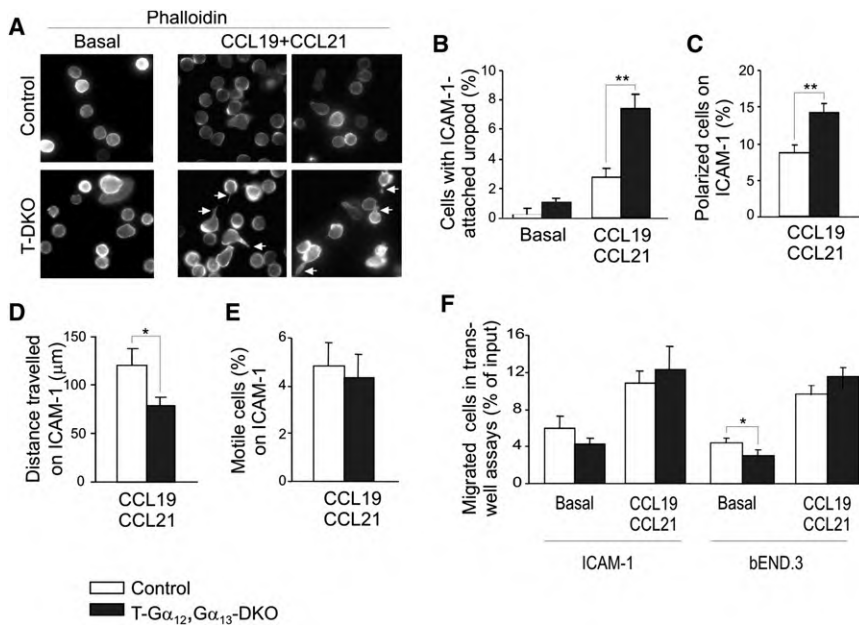 A
Phalloidin
Basal
CCL19+CCL21
Control
T-DKO
B
Cells with ICAM-1-
attached uropod (%)
10
8
6
4
2
0
**
Basal
CCL19
CCL21
C
Polarized cells on
ICAM-1 (%)
20
15
10
5
0
**
CCL19
CCL21
D
Distance travelled
on ICAM-1 (μm)
150
100
50
0
*
CCL19
CCL21
E
Motile cells (%)
on ICAM-1
6
4
2
0
CCL19
CCL21
F
Migrated cells in trans-
well assays (% of input)
16
12
8
4
0
*
Basal
CCL19
CCL21
Basal
CCL19
CCL21
ICAM-1
bEND.3
Control
T-Gα12,Gα13-DKO